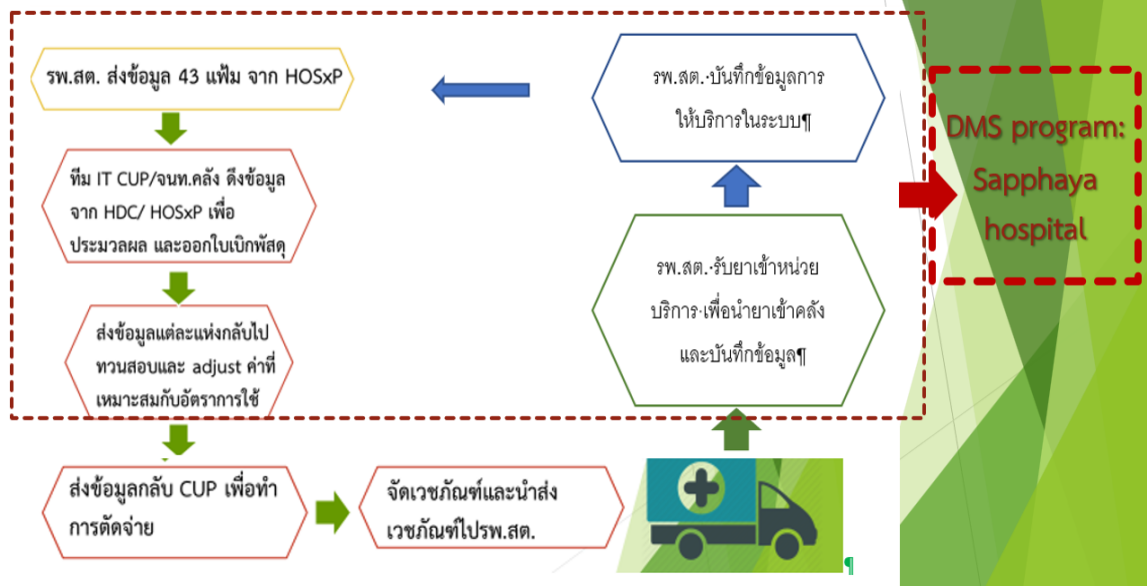 รพ.สต. ส่งข้อมูล 43 แฟ้ม จาก HOSxP
ทีม IT CUP/จนท.คลัง ดึงข้อมูล
จาก HDC/ HOSxP เพื่อ
ประมวลผล และออกใบเบิกพัสดุ
ส่งข้อมูลแต่ละแห่งกลับไป
ทวนสอบและ adjust ค่าที่
เหมาะสมกับอัตราการใช้
ส่งข้อมูลกลับ CUP เพื่อทำ
การตัดจ่าย
จัดเวชภัณฑ์และนำส่ง
เวชภัณฑ์ไปรพ.สต.
¶
รพ.สต.·รับยาเข้าหน่วย
บริการ·เพื่อนำยาเข้าคลัง
และบันทึกข้อมูล¶
รพ.สต.·บันทึกข้อมูลการ
ให้บริการในระบบ¶
DMS program:
Sapphaya
hospital